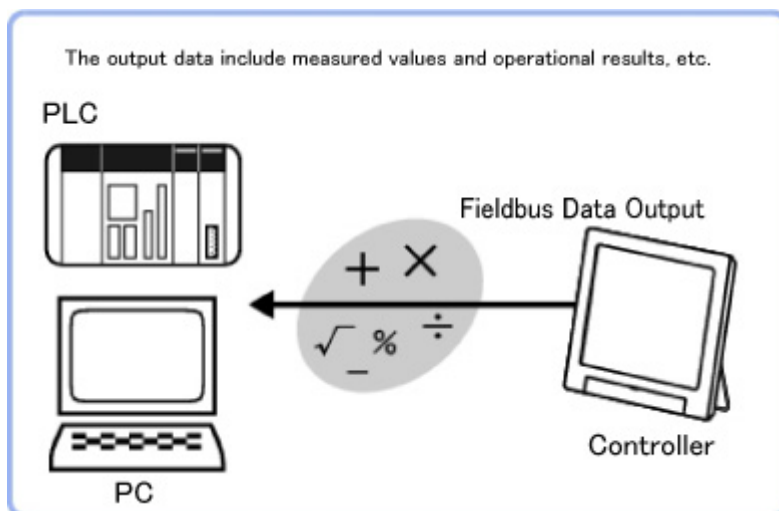 The output data include measured values and operational results, etc.
PLC
Fieldbus Data Output
+ ×
√ % ÷
−
Controller
PC